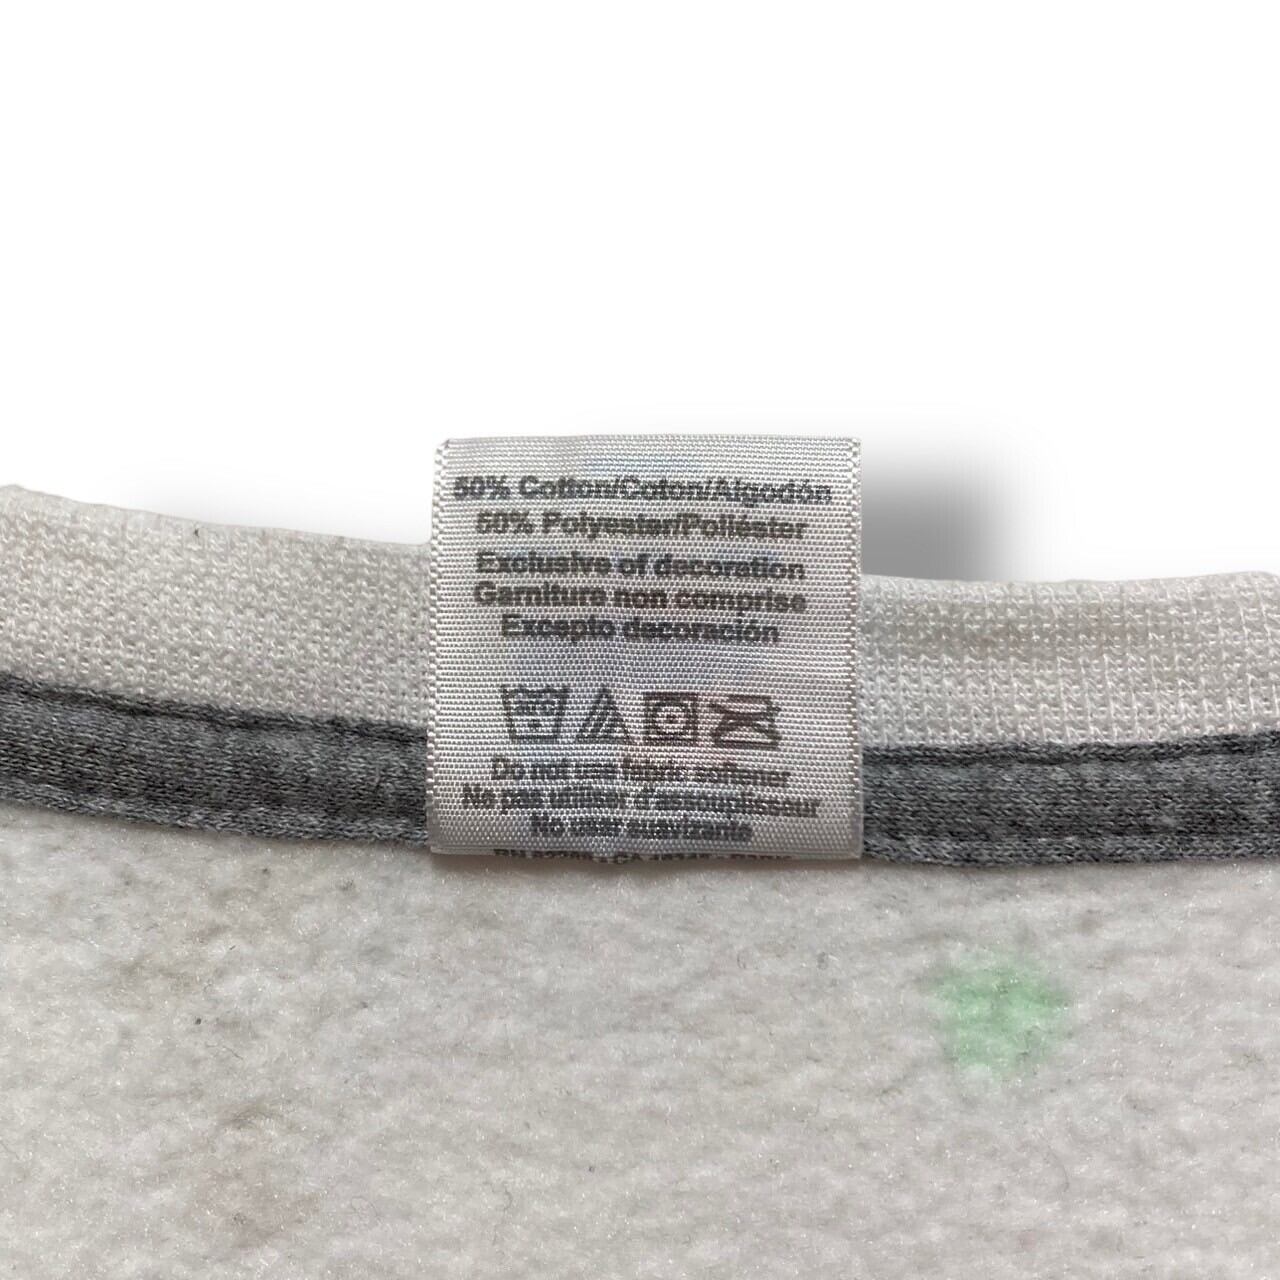 50% Cotton/Coton/Algodón
50% Polyester/Poliéster
Exclusive of decoration
Garniture non comprise
Excepto decoración
Do not use fabric softener
Ne pas utiliser d'assouplisseur
No usar suavizante